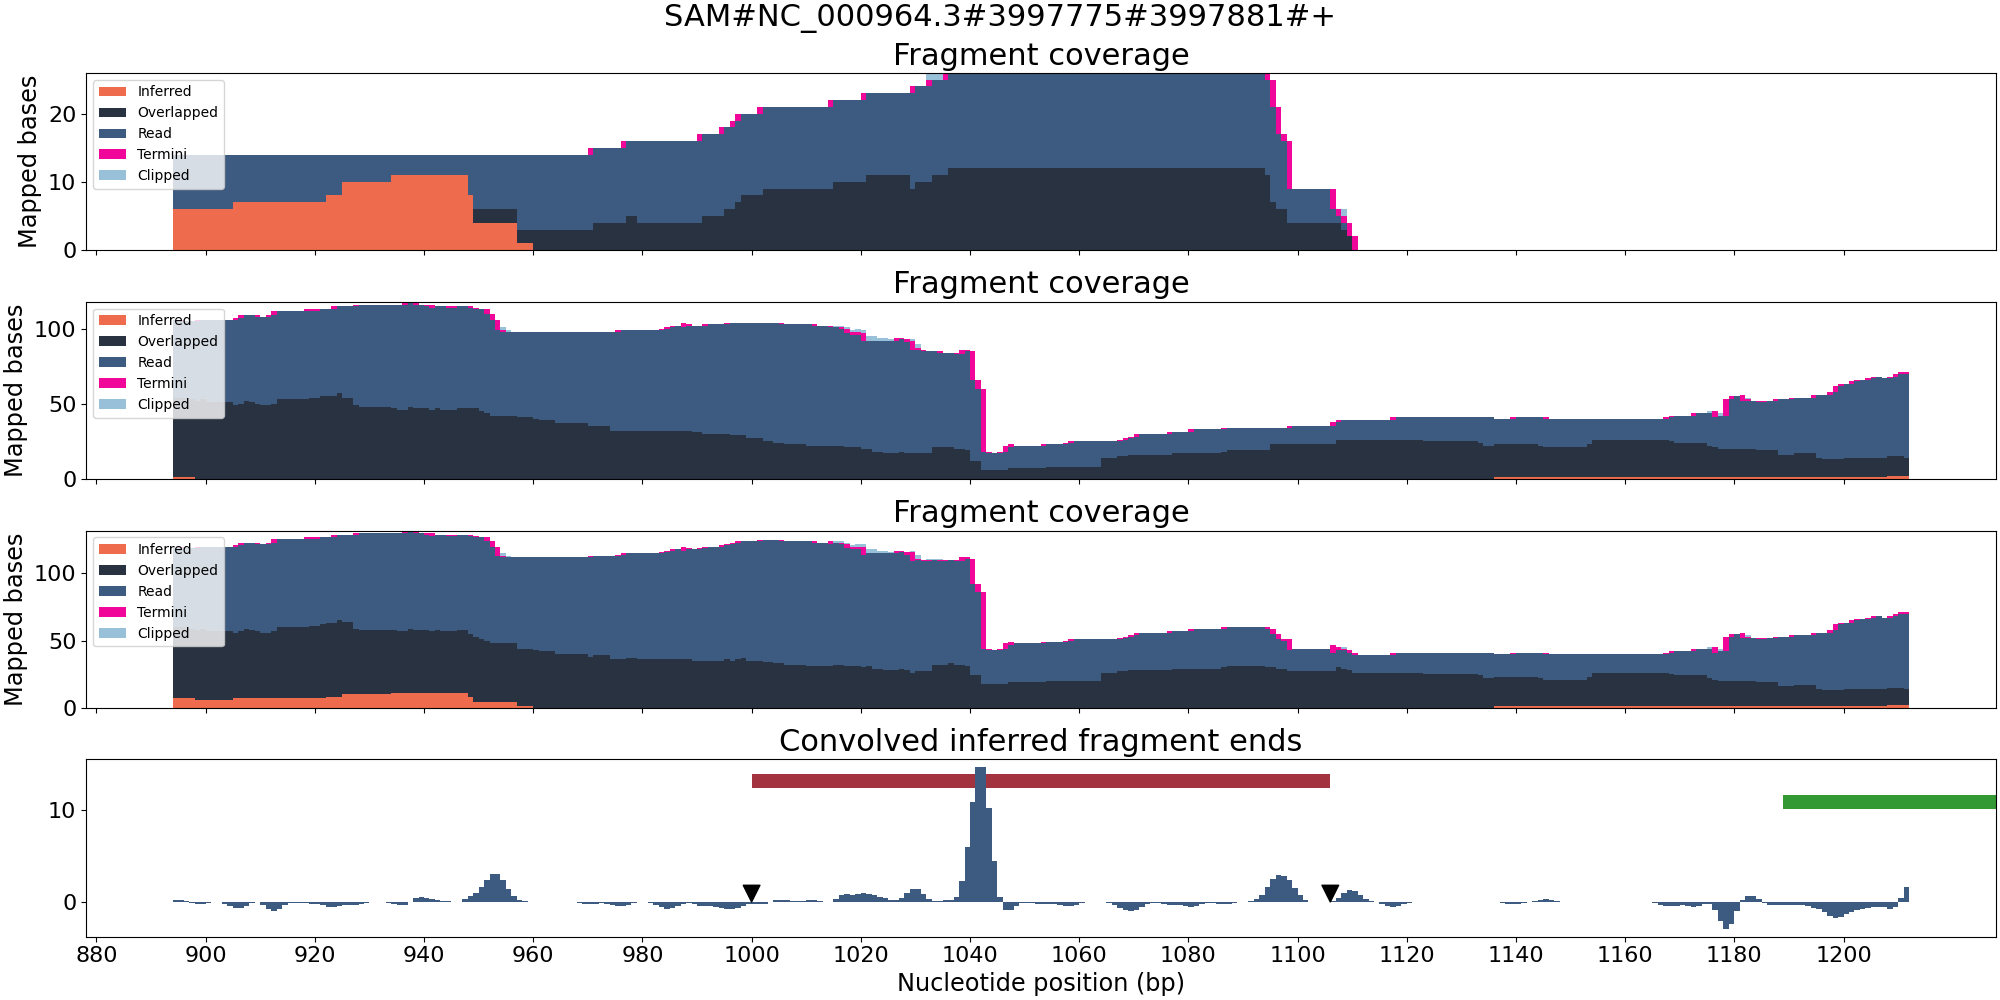 SAM#NC_000964.3#3997775#3997881#+
Fragment coverage
Mapped bases
20
10
0
Inferred
Overlapped
Read
Termini
Clipped
Fragment coverage
Mapped bases
100
50
0
Inferred
Overlapped
Read
Termini
Clipped
Fragment coverage
Mapped bases
100
50
0
Inferred
Overlapped
Read
Termini
Clipped
Convolved inferred fragment ends
10
0
880 900 920 940 960 980 1000 1020 1040 1060 1080 1100 1120 1140 1160 1180 1200
Nucleotide position (bp)